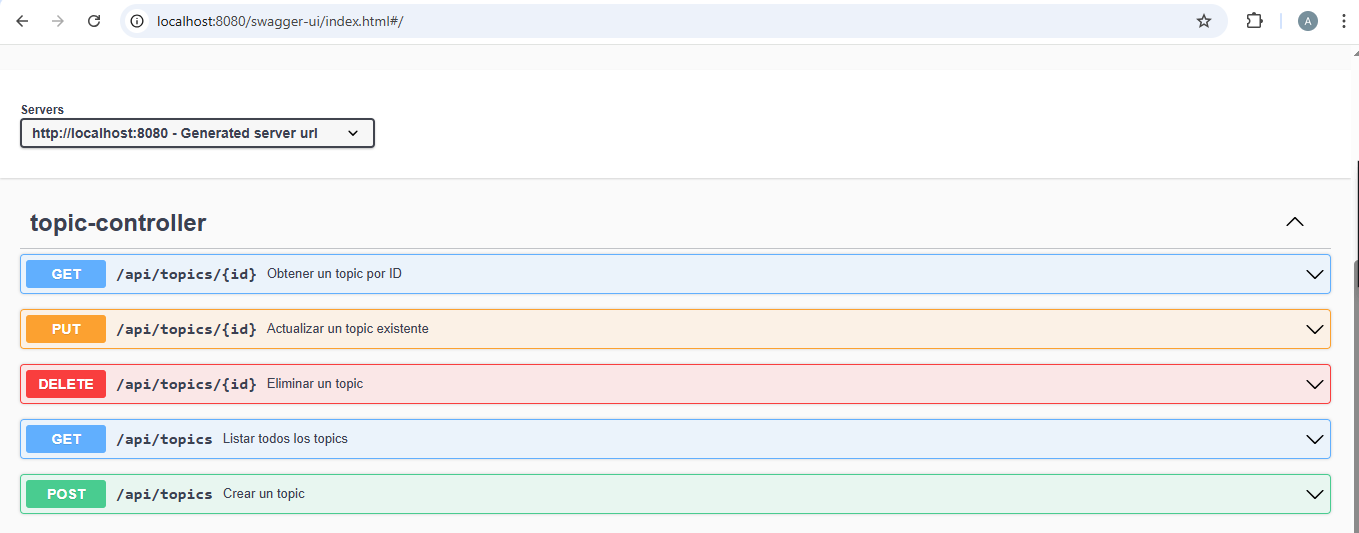 localhost:8080/swagger-ui/index.html#/
A
Servers
http://localhost:8080 - Generated server url
topic-controller
GET /api/topics/{id} Obtener un topic por ID
PUT /api/topics/{id} Actualizar un topic existente
DELETE /api/topics/{id} Eliminar un topic
GET /api/topics Listar todos los topics
POST /api/topics Crear un topic